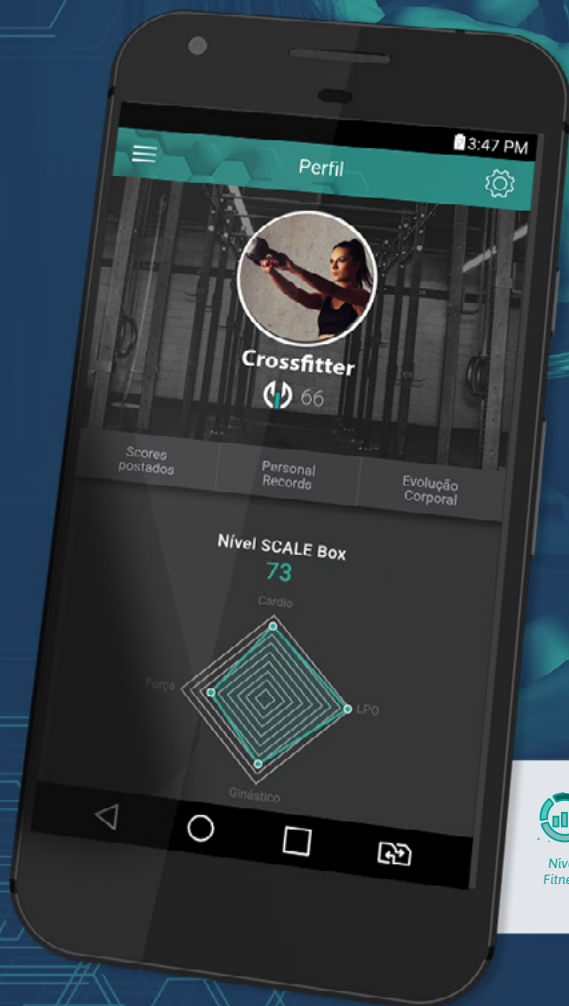 3:47 PM
Perfil
Crossfitter
66
Scores
postados
Personal
Records
Evolução
Corporal
Nível SCALE Box
73
Cardio
Força
LPO
Ginástico